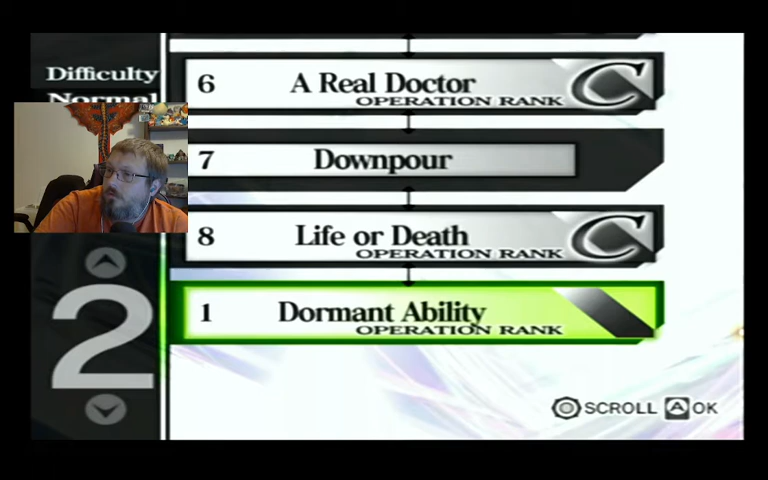 Difficulty
Normal
6 A Real Doctor
OPERATION RANK C
7 Downpour
8 Life or Death
OPERATION RANK C
1 Dormant Ability
OPERATION RANK
2
SCROLL A OK